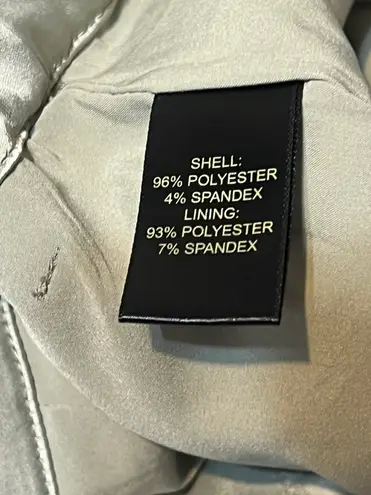 SHELL:
96% POLYESTER
4% SPANDEX
LINING:
93% POLYESTER
7% SPANDEX